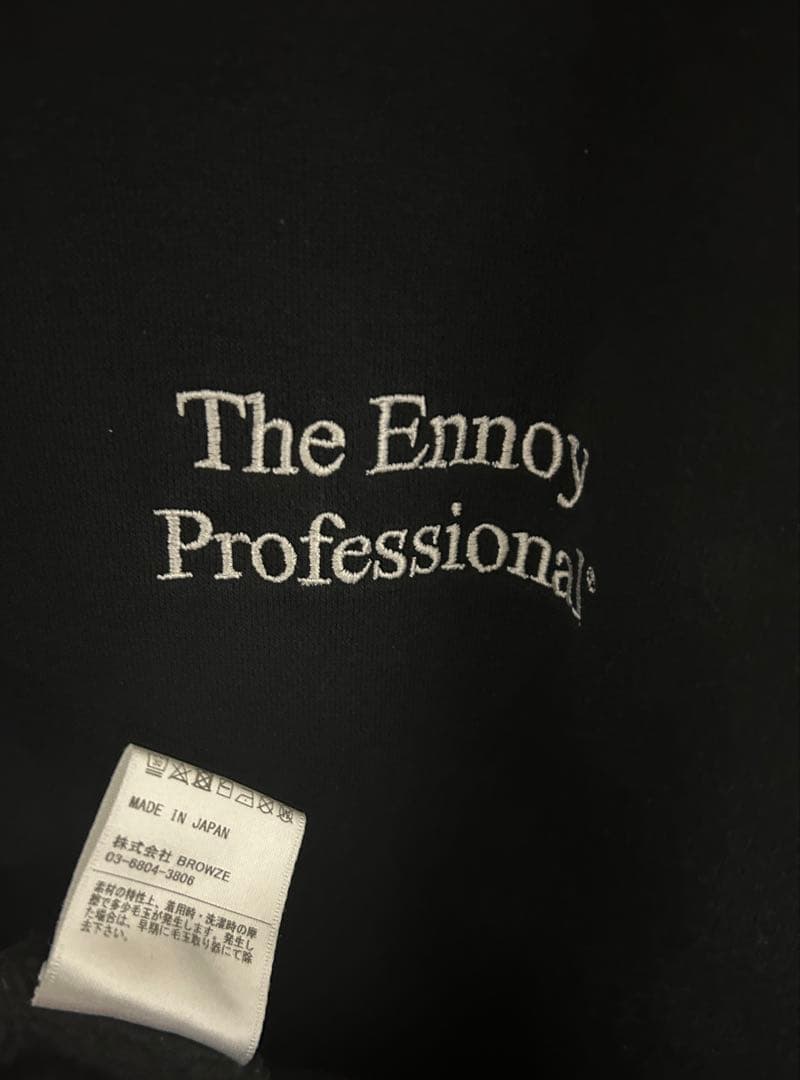 The Ennoy
Professional®
MADE IN JAPAN
株式会社 BROWZE
03-6804-3806
素材の特性上、着用時・洗濯時の摩
擦で多少毛玉が発生します。発生し
た場合は、早期に毛玉取り器にて除
去下さい。